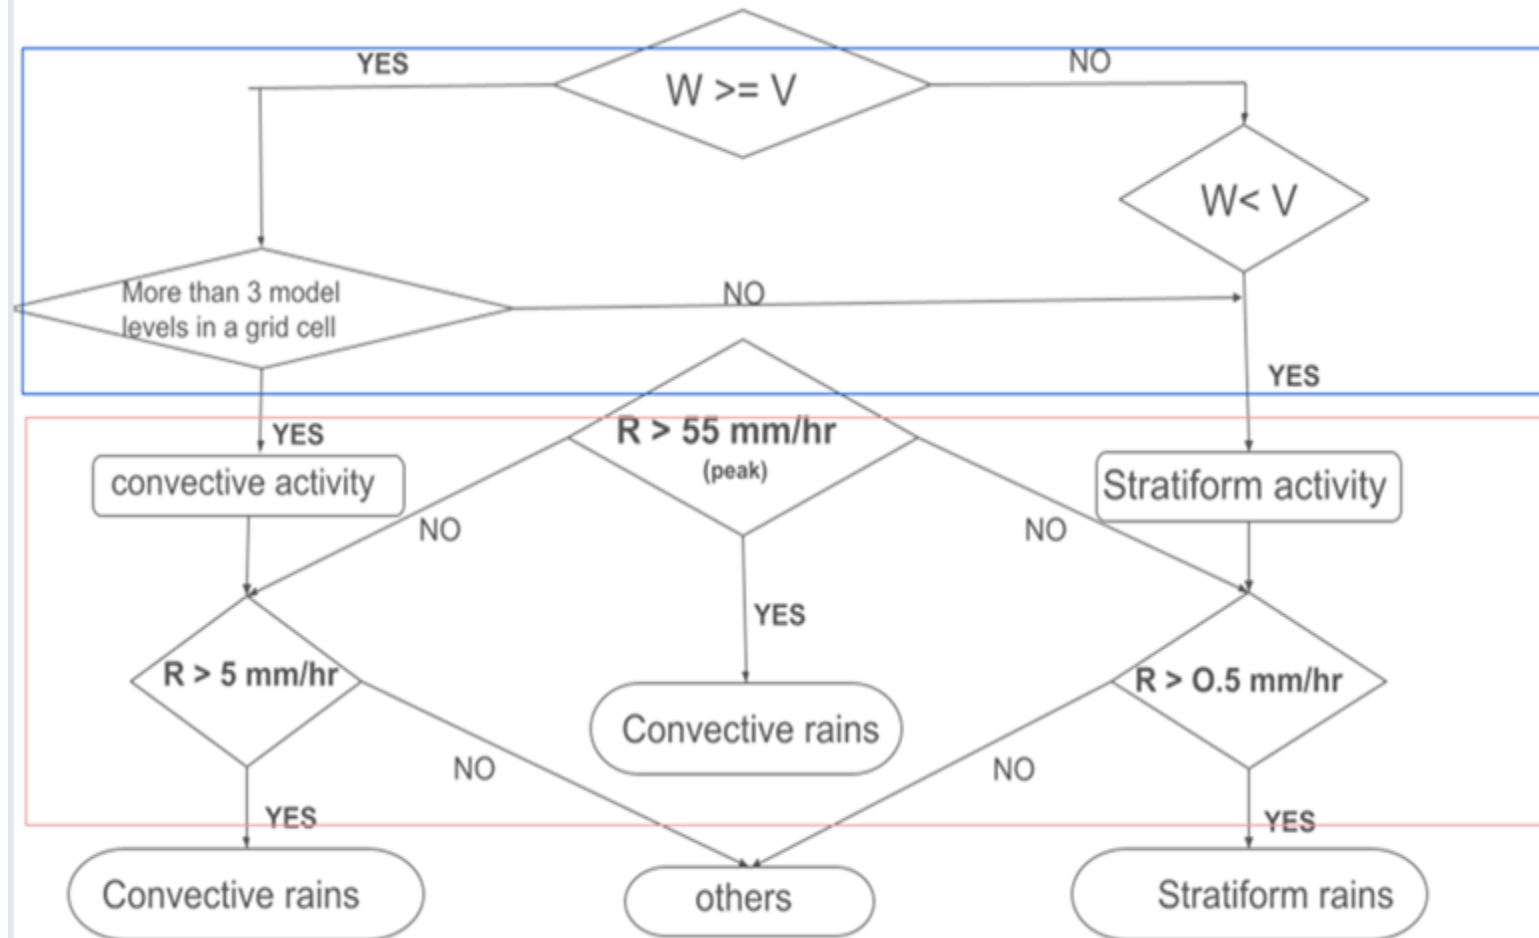 YES
W >= V
NO
W< V
More than 3 model
levels in a grid cell
NO
YES
YES
R > 55 mm/hr
(peak)
convective activity
Stratiform activity
NO
NO
YES
R > 5 mm/hr
R > O.5 mm/hr
Convective rains
NO
NO
YES
YES
Convective rains
others
Stratiform rains